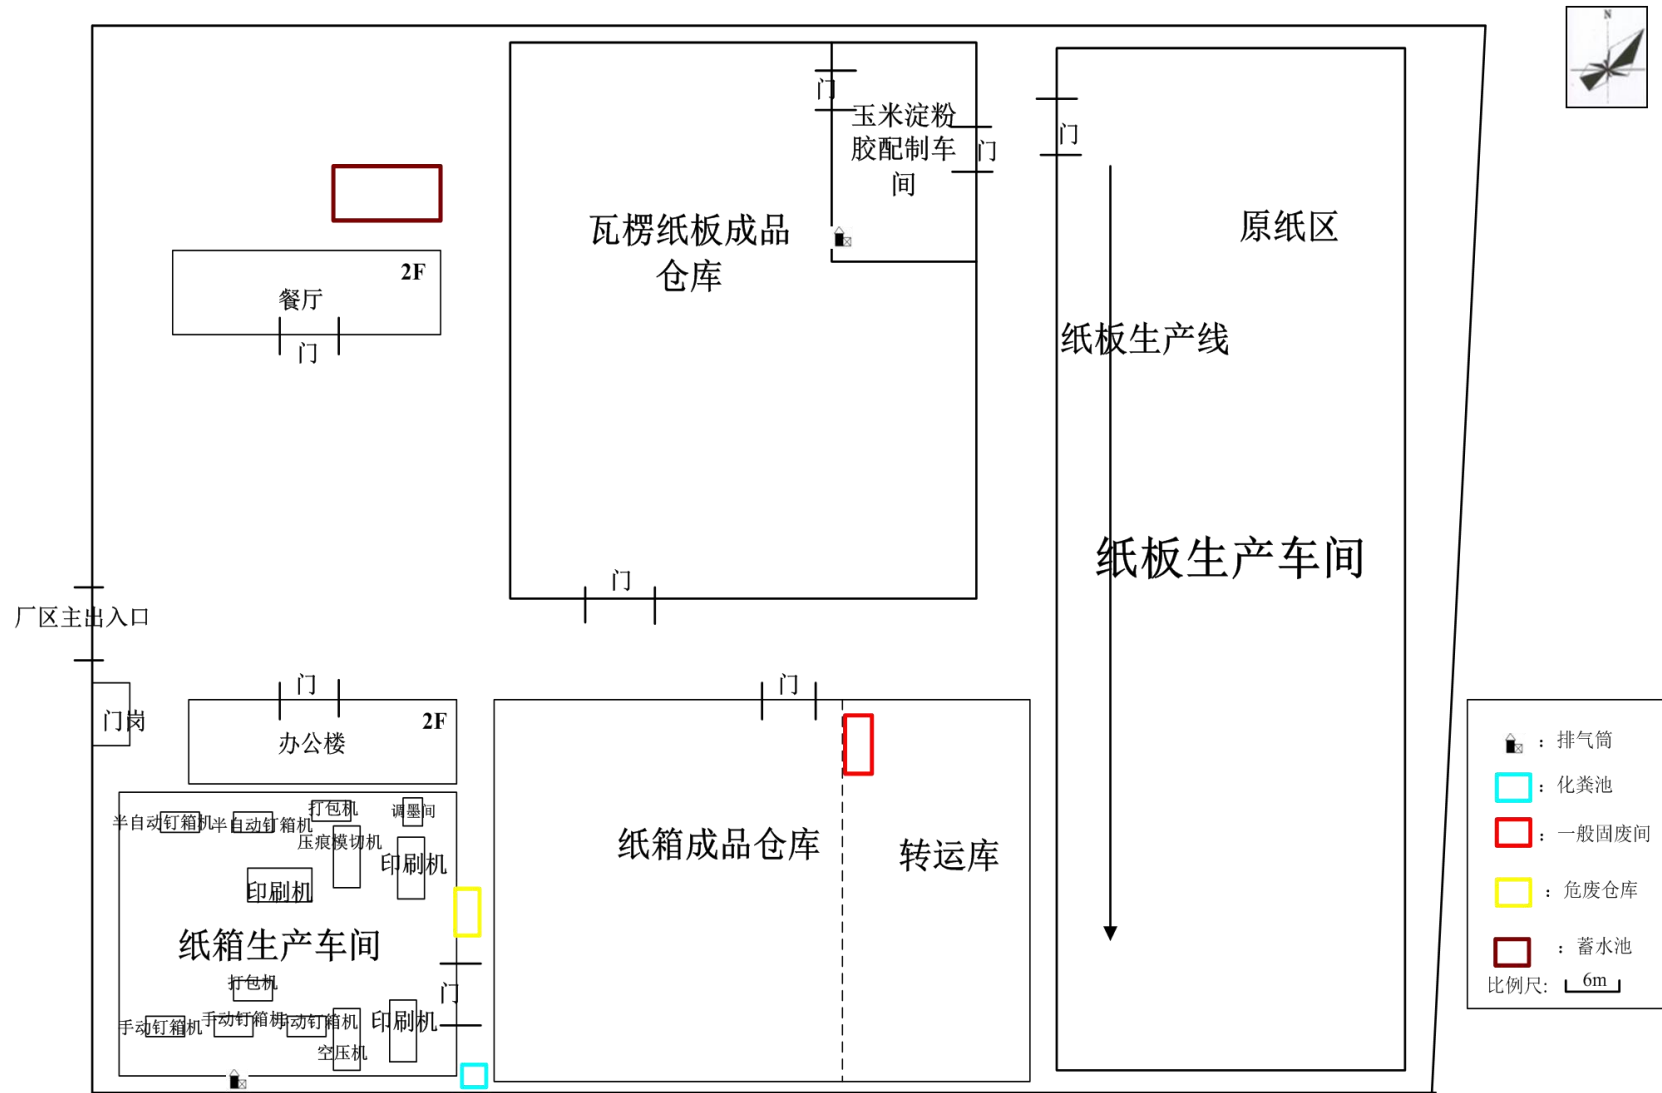 N
门
玉米淀粉
胶配制车
间
门
门
瓦楞纸板成品
仓库
原纸区
2F
餐厅
门
纸板生产线
纸板生产车间
门
厂区主出入口
门岗
门
2F
办公楼
门
半自动钉箱机
半自动钉箱机
打包机
调墨间
压痕模切机
印刷机
印刷机
纸箱生产车间
打包机
门
手动钉箱机
手动钉箱机
手动钉箱机
印刷机
空压机
纸箱成品仓库
转运库
：排气筒
：化粪池
：一般固废间
：危废仓库
：蓄水池
比例尺: 6m